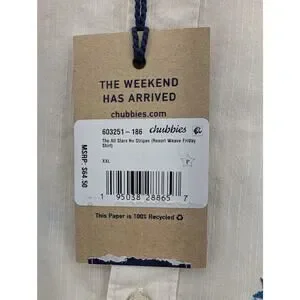 THE WEEKEND
HAS ARRIVED
chubbies.com
603251-186 chubbies
The All Stars No Stripes (Resort Weave Friday
Shirt)
XXL
MSRP: $64.50
1 95038 28865 7
This Paper is 100% Recycled